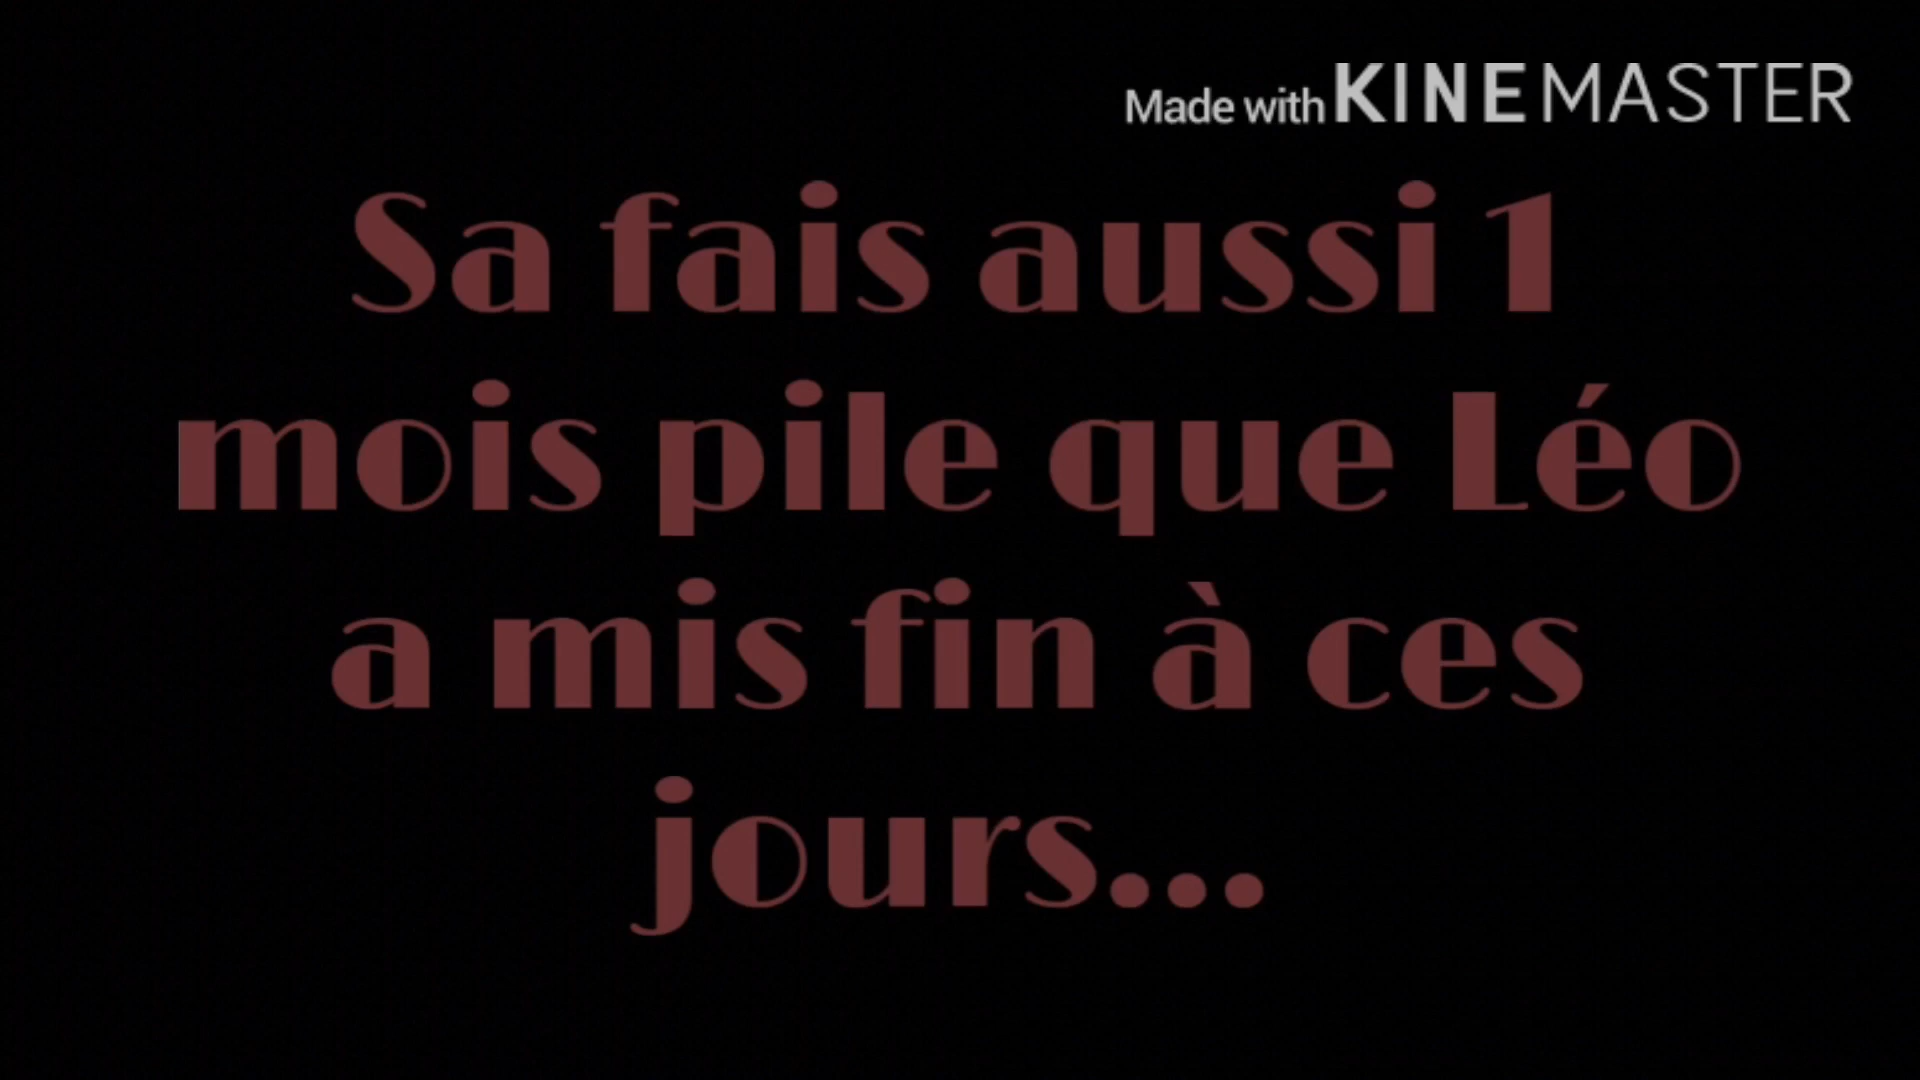 Made with KINEMASTER
Sa fais aussi 1
mois pile que Léo
a mis fin à ces
jours...